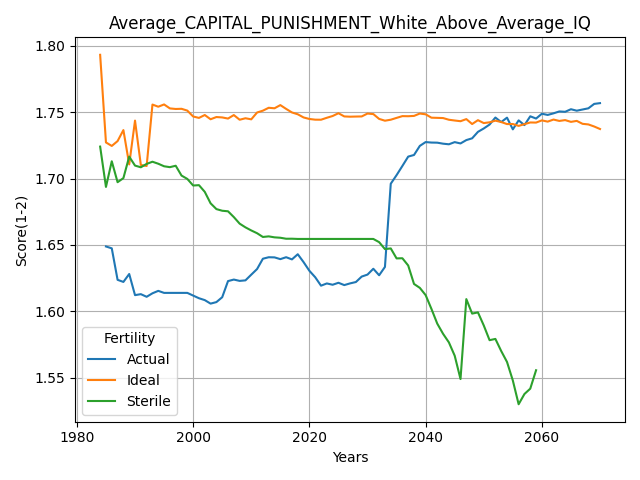 Average_CAPITAL_PUNISHMENT_White_Above_Average_IQ
Score(1-2)
1.80
1.75
1.70
1.65
1.60
1.55
Fertility
Actual
Ideal
Sterile
1980
2000
2020
2040
2060
Years